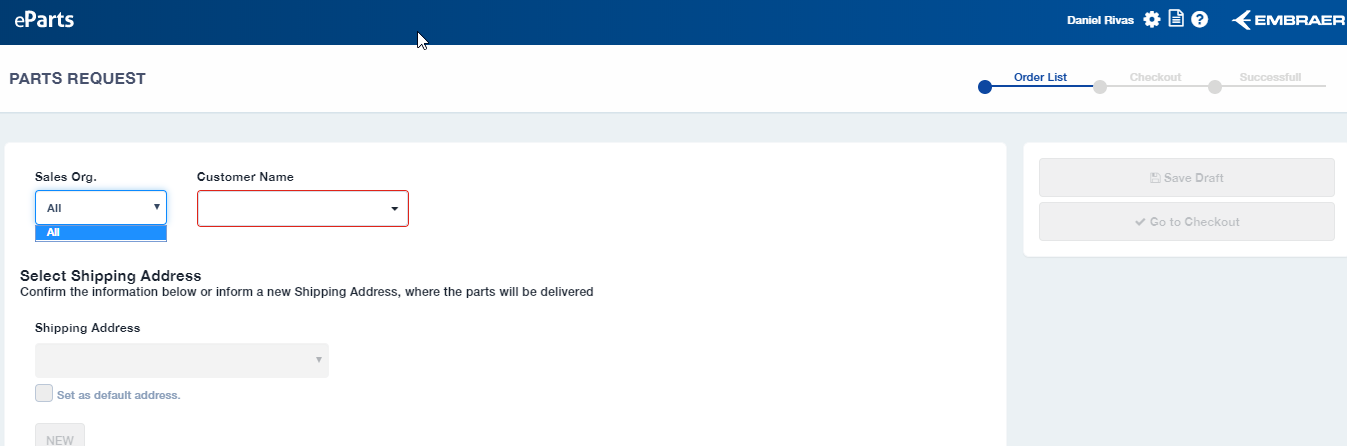 eParts
Daniel Rivas
EMBRAER
PARTS REQUEST
Order List
Checkout
Successfull
Sales Org.
Customer Name
All
All
Save Draft
Go to Checkout
Select Shipping Address
Confirm the information below or inform a new Shipping Address, where the parts will be delivered
Shipping Address
Set as default address.
NEW